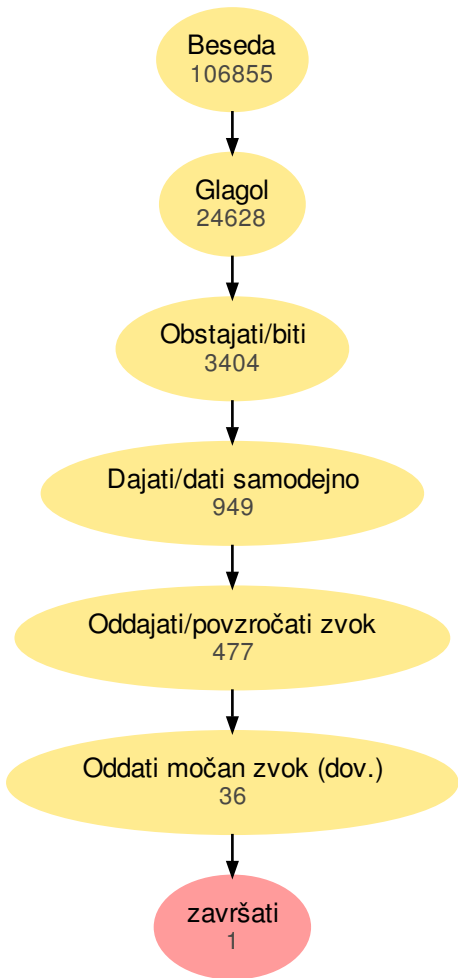 Beseda
106855
Glagol
24628
Obstajati/biti
3404
Dajati/dati samodejno
949
Oddajati/povzročati zvok
477
Oddati močan zvok (dov.)
36
završati
1